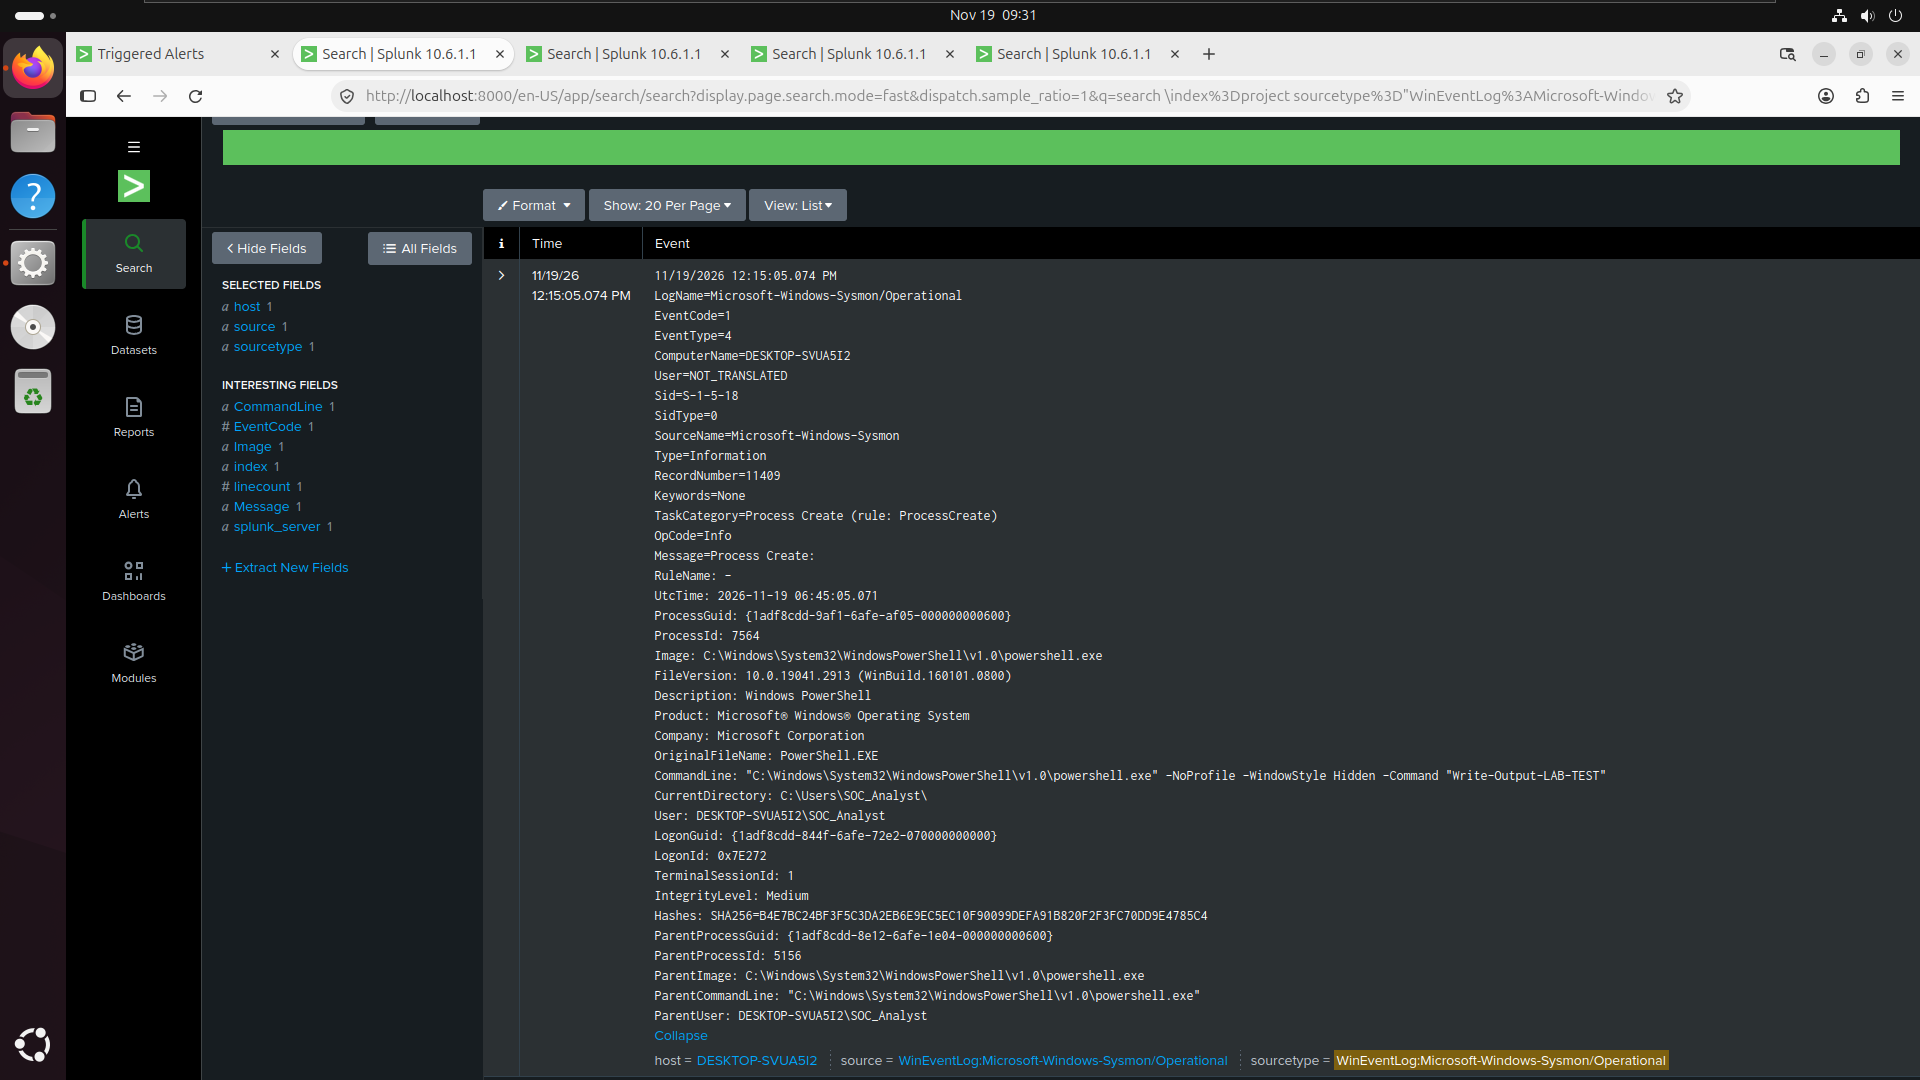 Nov 19 09:31
Triggered Alerts
Search | Splunk 10.6.1.1
Search | Splunk 10.6.1.1
Search | Splunk 10.6.1.1
Search | Splunk 10.6.1.1
http://localhost:8000/en-US/app/search/search?display.page.search.mode=fast&dispatch.sample_ratio=1&q=search \index%3Dproject sourcetype%3D"WinEventLog%3AMicrosoft-Window
Format
Show: 20 Per Page
View: List
Hide Fields
All Fields
i Time Event
Search
Datasets
Reports
Alerts
Dashboards
Modules
SELECTED FIELDS
a host 1
a source 1
a sourcetype 1
INTERESTING FIELDS
a CommandLine 1
# EventCode 1
a Image 1
a index 1
# linecount 1
a Message 1
a splunk_server 1
+ Extract New Fields
11/19/26
12:15:05.074 PM
11/19/2026 12:15:05.074 PM
LogName=Microsoft-Windows-Sysmon/Operational
EventCode=1
EventType=4
ComputerName=DESKTOP-SVUA5I2
User=NOT_TRANSLATED
Sid=S-1-5-18
SidType=0
SourceName=Microsoft-Windows-Sysmon
Type=Information
RecordNumber=11409
Keywords=None
TaskCategory=Process Create (rule: ProcessCreate)
OpCode=Info
Message=Process Create:
RuleName: -
UtcTime: 2026-11-19 06:45:05.071
ProcessGuid: {1adf8cdd-9af1-6afe-af05-000000000600}
ProcessId: 7564
Image: C:\Windows\System32\WindowsPowerShell\v1.0\powershell.exe
FileVersion: 10.0.19041.2913 (WinBuild.160101.0800)
Description: Windows PowerShell
Product: Microsoft® Windows® Operating System
Company: Microsoft Corporation
OriginalFileName: PowerShell.EXE
CommandLine: "C:\Windows\System32\WindowsPowerShell\v1.0\powershell.exe" -NoProfile -WindowStyle Hidden -Command "Write-Output-LAB-TEST"
CurrentDirectory: C:\Users\SOC_Analyst\
User: DESKTOP-SVUA5I2\SOC_Analyst
LogonGuid: {1adf8cdd-844f-6afe-72e2-070000000000}
LogonId: 0x7E272
TerminalSessionId: 1
IntegrityLevel: Medium
Hashes: SHA256=B4E7BC24BF3F5C3DA2EB6E9EC5EC10F90099DEFA91B820F2F3FC70DD9E4785C4
ParentProcessGuid: {1adf8cdd-8e12-6afe-1e04-000000000600}
ParentProcessId: 5156
ParentImage: C:\Windows\System32\WindowsPowerShell\v1.0\powershell.exe
ParentCommandLine: "C:\Windows\System32\WindowsPowerShell\v1.0\powershell.exe"
ParentUser: DESKTOP-SVUA5I2\SOC_Analyst
Collapse
host = DESKTOP-SVUA5I2 source = WinEventLog:Microsoft-Windows-Sysmon/Operational sourcetype = WinEventLog:Microsoft-Windows-Sysmon/Operational